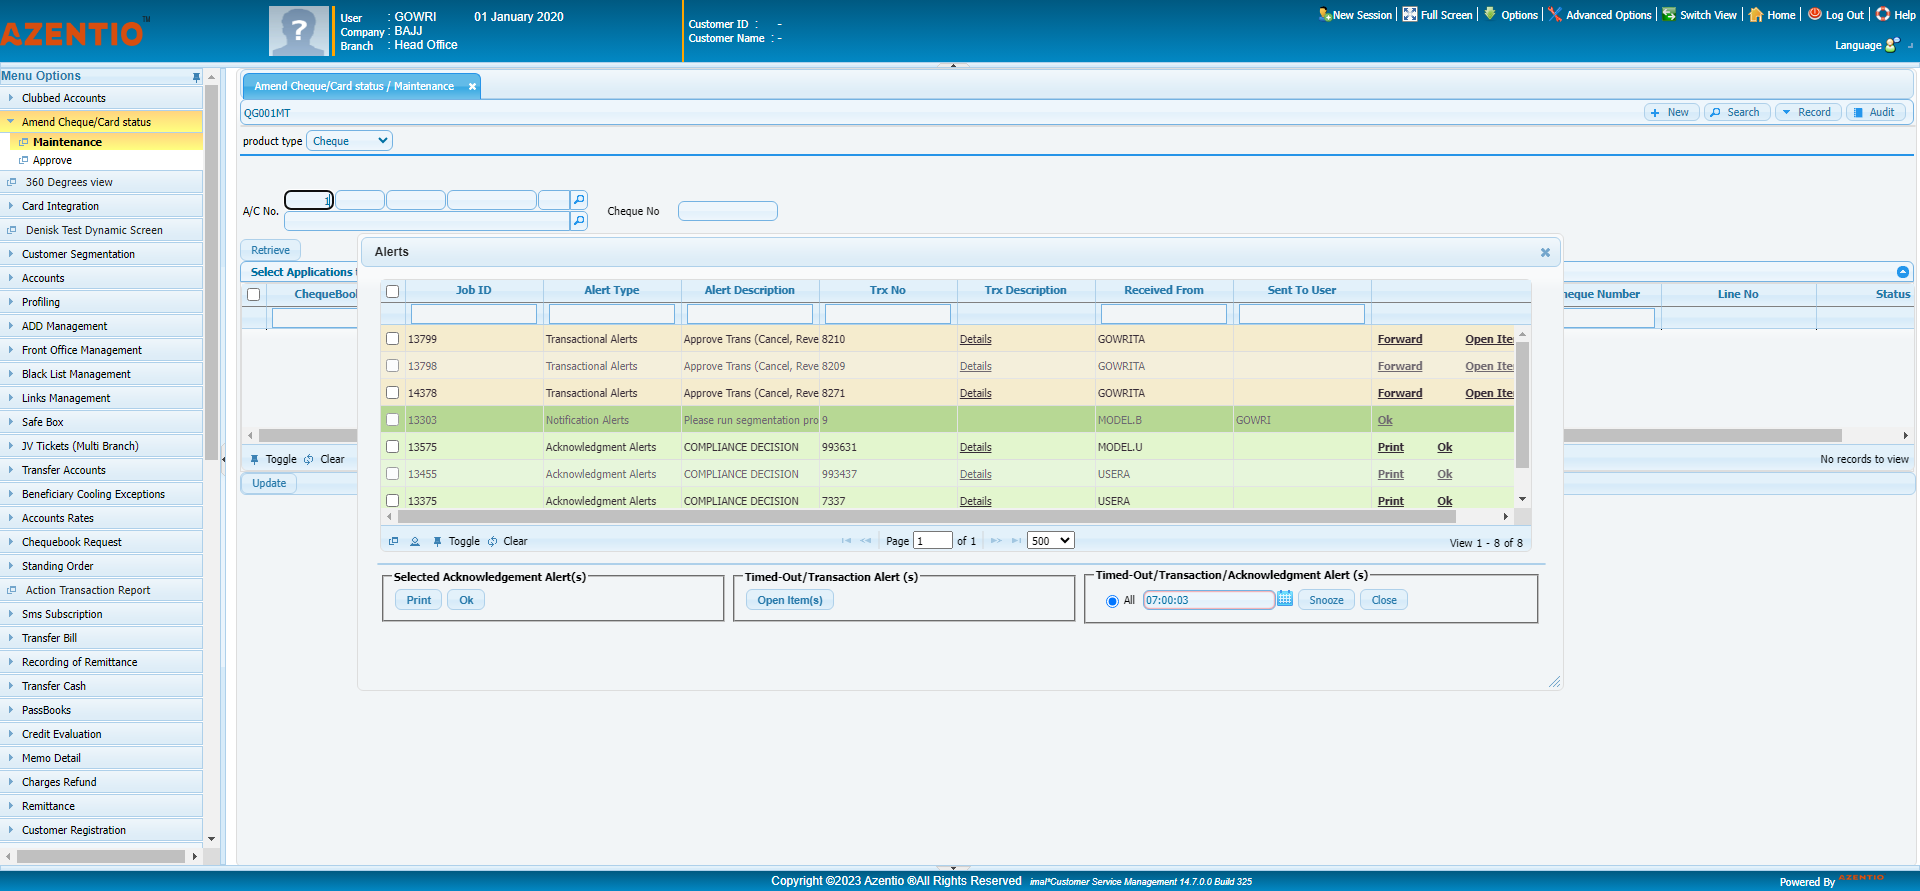 AZENTIO TM
User : GOWRI 01 January 2020
Company : BAJJ
Branch : Head Office
Customer ID : -
Customer Name : -
New Session Full Screen Options Advanced Options Switch View Home Log Out Help
Language
Menu Options
Clubbed Accounts
Amend Cheque/Card status
Maintenance
Approve
360 Degrees view
Card Integration
Denisk Test Dynamic Screen
Customer Segmentation
Accounts
Profiling
ADD Management
Front Office Management
Black List Management
Links Management
Safe Box
JV Tickets (Multi Branch)
Transfer Accounts
Beneficiary Cooling Exceptions
Accounts Rates
Chequebook Request
Standing Order
Action Transaction Report
Sms Subscription
Transfer Bill
Recording of Remittance
Transfer Cash
PassBooks
Credit Evaluation
Memo Detail
Charges Refund
Remittance
Customer Registration
Amend Cheque/Card status / Maintenance
QG001MT
New Search Record Audit
product type Cheque
A/C No. 1 Cheque No
Retrieve
Select Applications
ChequeBook heque Number Line No Status
Toggle Clear No records to view
Update
Alerts
Job ID Alert Type Alert Description Trx No Trx Description Received From Sent To User
13799 Transactional Alerts Approve Trans (Cancel, Reve 8210 Details GOWRITA Forward Open Ite
13798 Transactional Alerts Approve Trans (Cancel, Reve 8209 Details GOWRITA Forward Open Ite
14378 Transactional Alerts Approve Trans (Cancel, Reve 8271 Details GOWRITA Forward Open Ite
13303 Notification Alerts Please run segmentation pro 9 MODEL.B GOWRI Ok
13575 Acknowledgment Alerts COMPLIANCE DECISION 993631 Details MODEL.U Print Ok
13455 Acknowledgment Alerts COMPLIANCE DECISION 993437 Details USERA Print Ok
13375 Acknowledgment Alerts COMPLIANCE DECISION 7337 Details USERA Print Ok
Toggle Clear Page 1 of 1 500 View 1 - 8 of 8
Selected Acknowledgement Alert(s)
Print Ok
Timed-Out/Transaction Alert (s)
Open Item(s)
Timed-Out/Transaction/Acknowledgment Alert (s)
All 07:00:03 Snooze Close
Copyright ©2023 Azentio ®All Rights Reserved imal*Customer Service Management 14.7.0.0 Build 325
Powered By AZENTIO